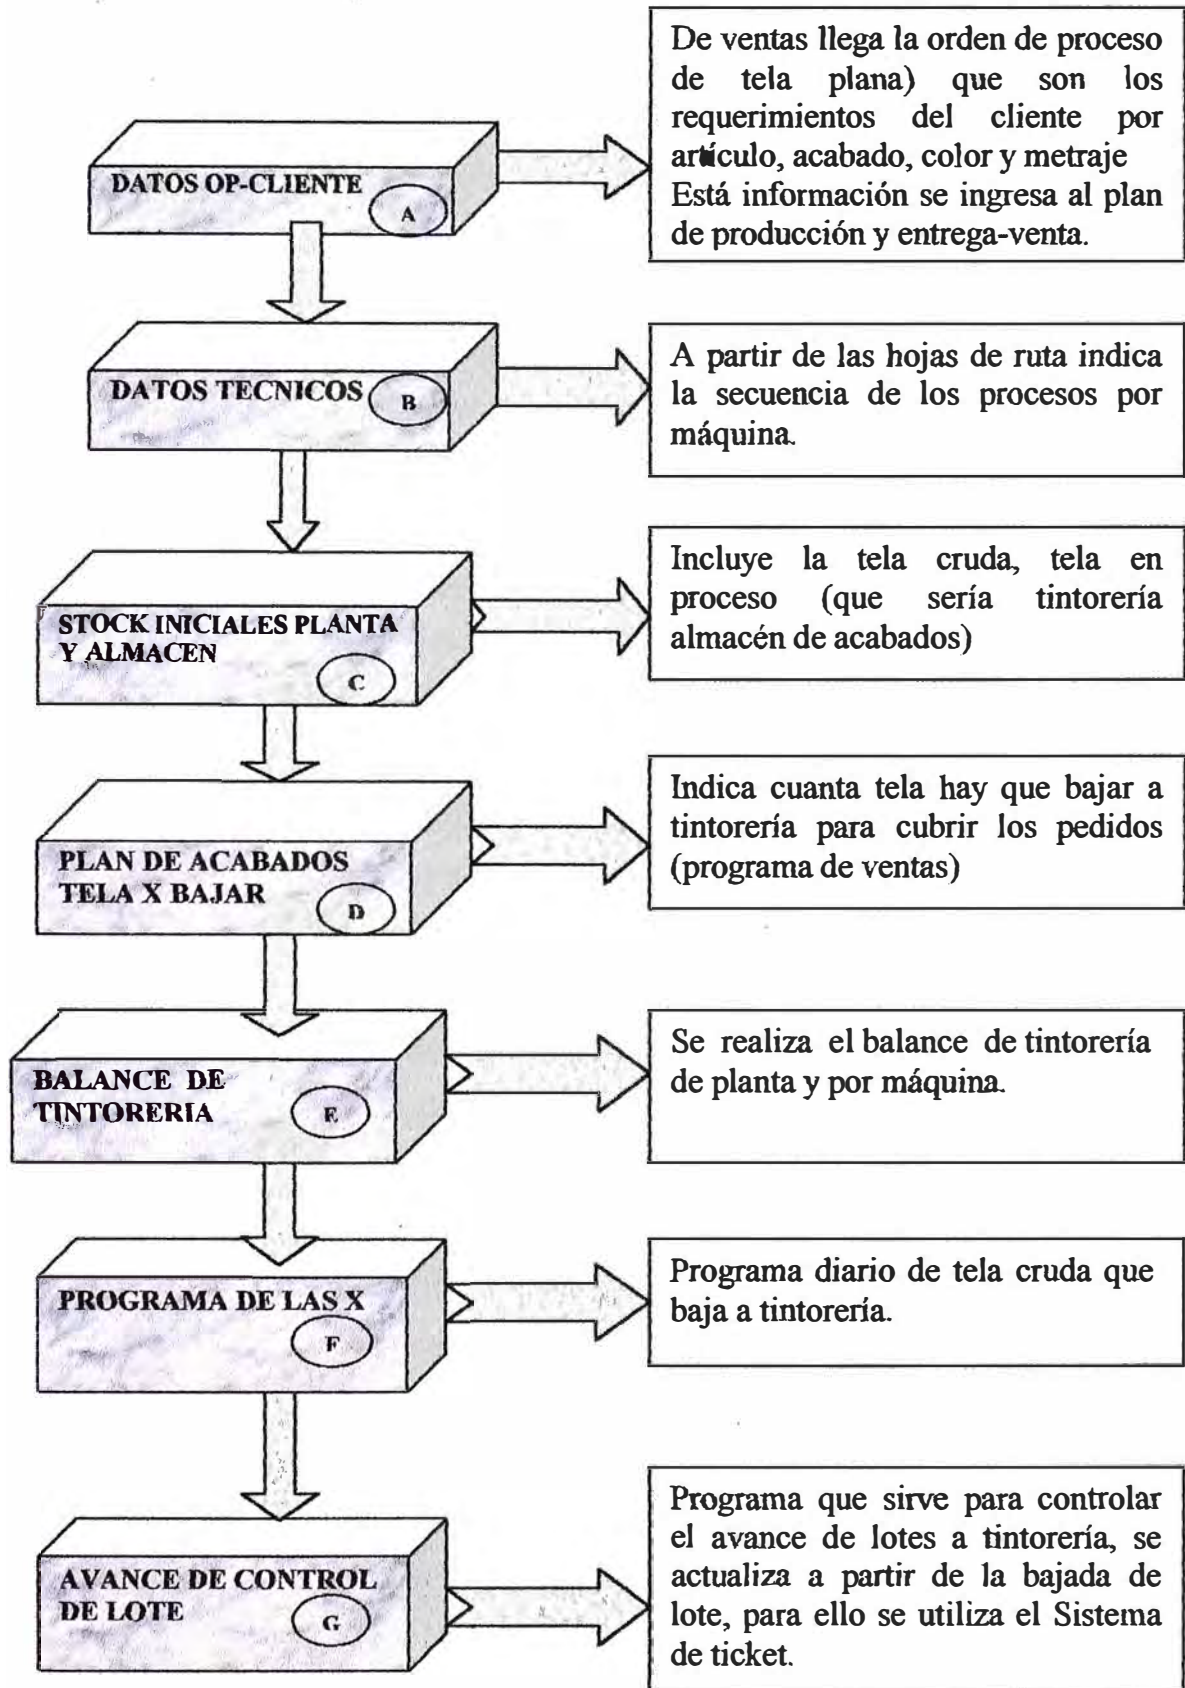 De ventas llega la orden de proceso
de tela plana) que son los
requerimientos del cliente por
artículo, acabado, color y metraje
Está información se ingresa al plan
de producción y entrega-venta.
DATOS OP-CLIENTE
A
A partir de las hojas de ruta indica
la secuencia de los procesos por
máquina.
DATOS TECNICOS
B
Incluye la tela cruda, tela en
proceso (que sería tintorería
almacén de acabados)
STOCK INICIALES PLANTA
Y ALMACEN
C
Indica cuanta tela hay que bajar a
tintorería para cubrir los pedidos
(programa de ventas)
PLAN DE ACABADOS
TELA X BAJAR
D
Se realiza el balance de tintorería
de planta y por máquina.
BALANCE DE
TINTORERIA
E
Programa diario de tela cruda que
baja a tintorería.
PROGRAMA DE LAS X
F
Programa que sirve para controlar
el avance de lotes a tintorería, se
actualiza a partir de la bajada de
lote, para ello se utiliza el Sistema
de ticket.
AVANCE DE CONTROL
DE LOTE
G